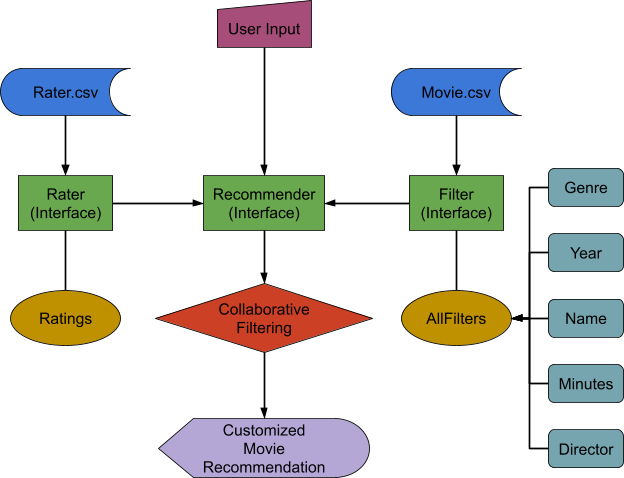 User Input
Rater.csv
Movie.csv
Rater
(Interface)
Recommender
(Interface)
Filter
(Interface)
Genre
Year
Name
Minutes
Director
Ratings
Collaborative
Filtering
AllFilters
Customized
Movie
Recommendation